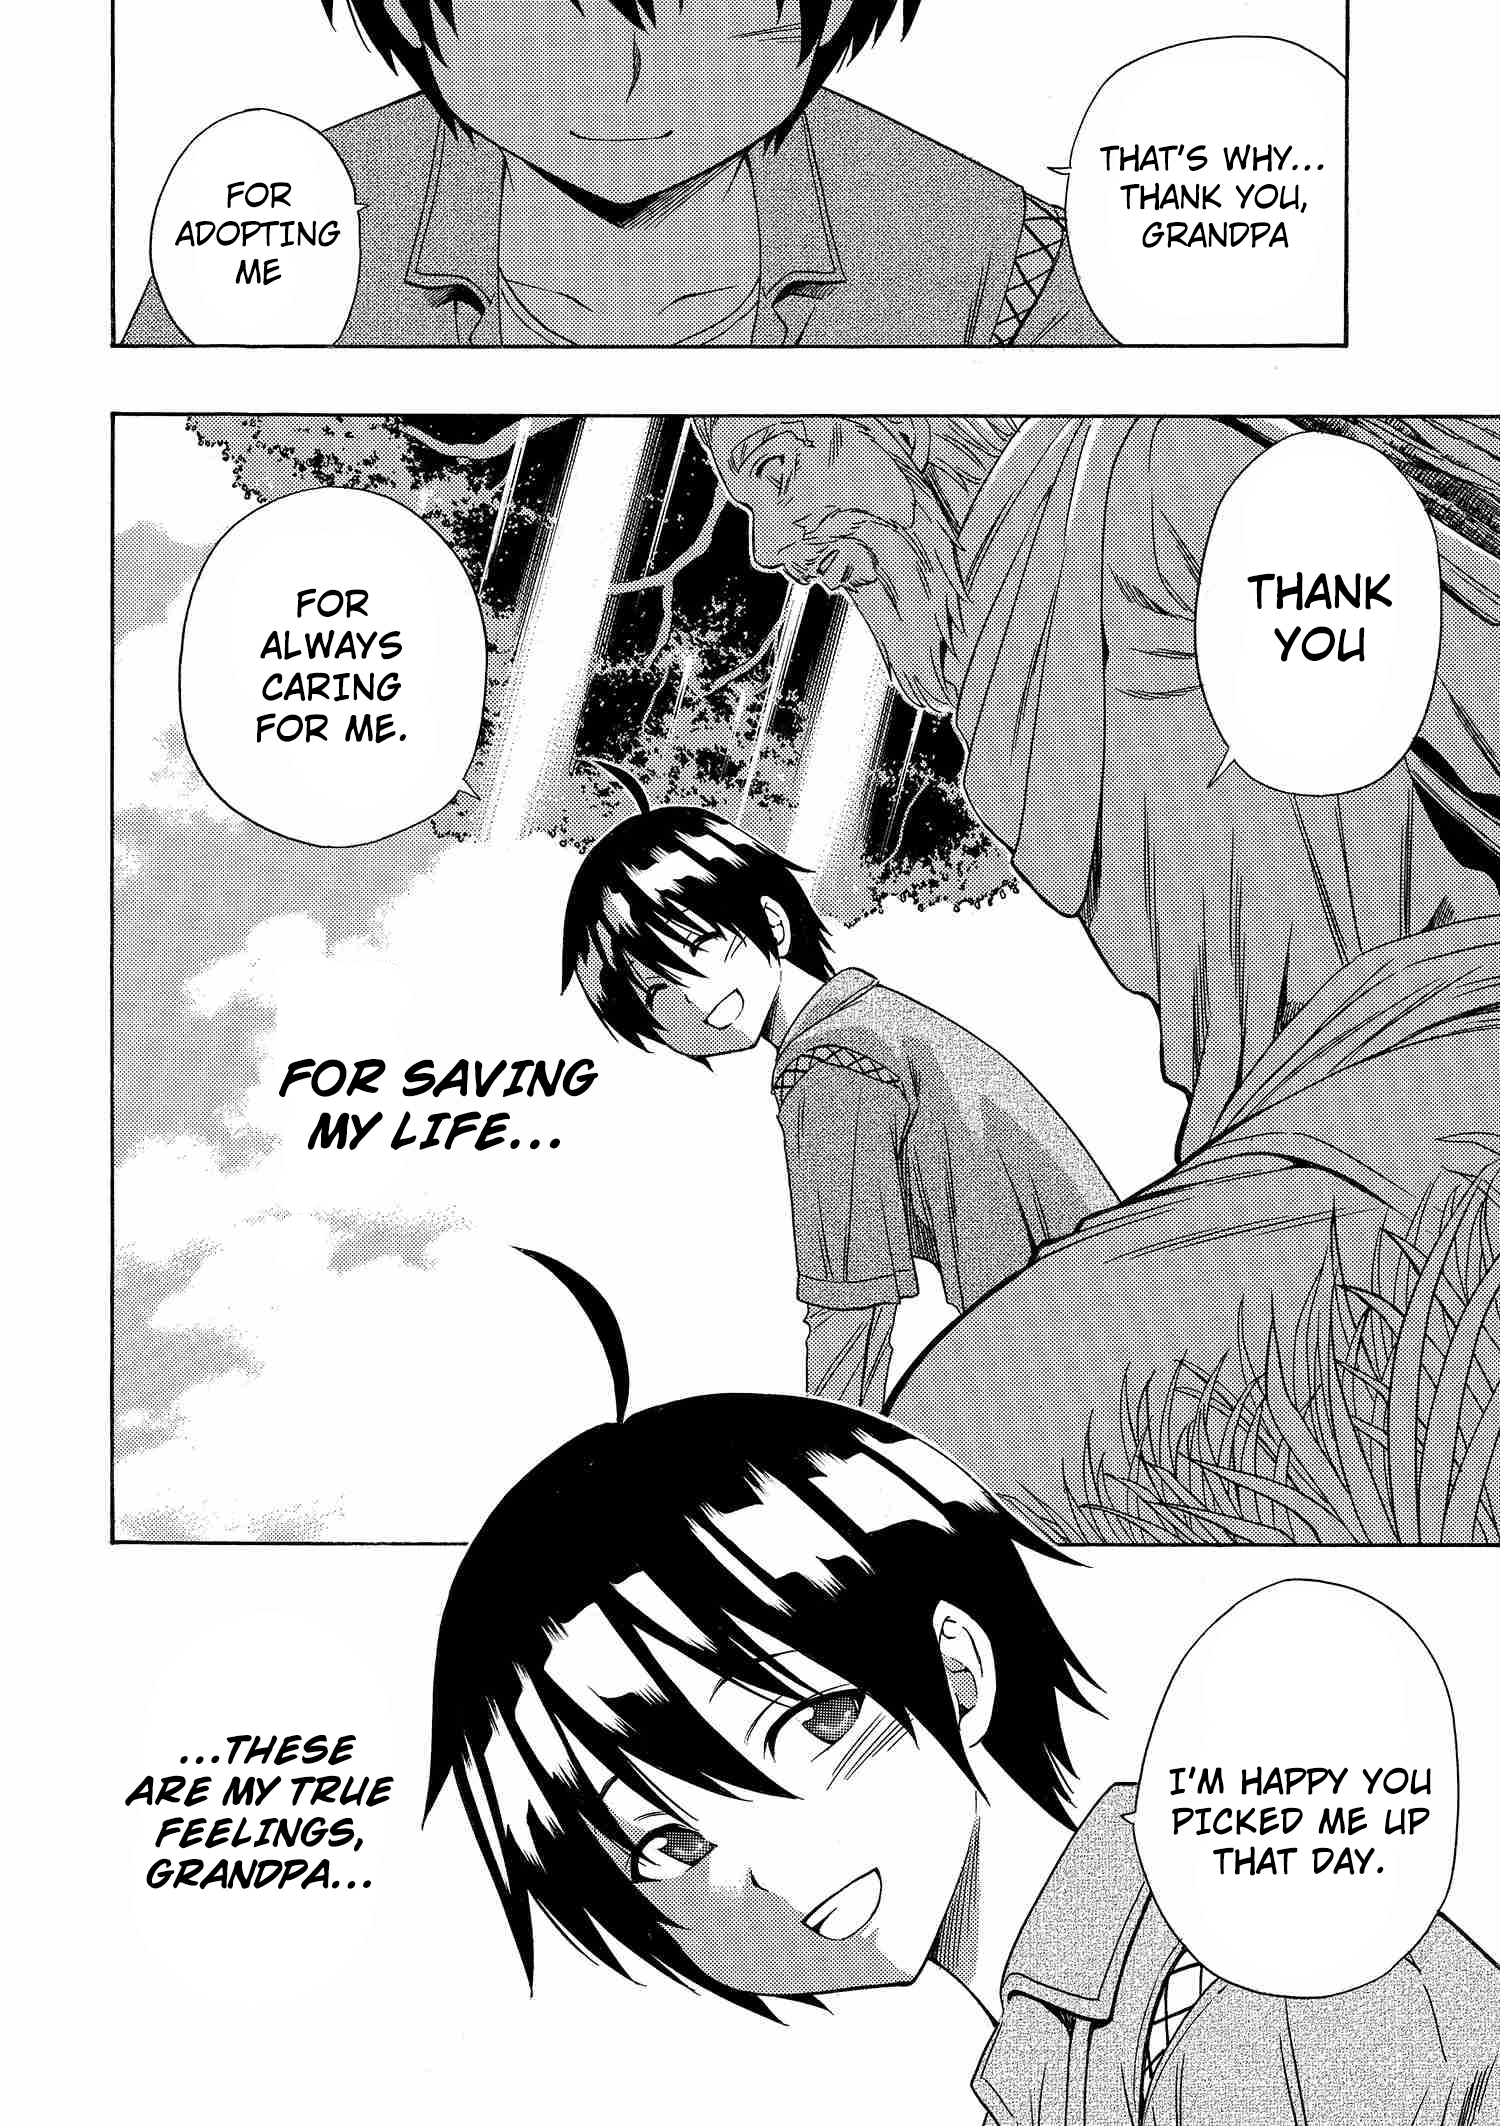 THAT'S WHY...
THANK YOU,
GRANDPA
FOR
ADOPTING
ME
THANK
YOU
FOR
ALWAYS
CARING
FOR ME.
FOR SAVING
MY LIFE...
I'M HAPPY YOU
PICKED ME UP
THAT DAY.
...THESE
ARE MY TRUE
FEELINGS,
GRANDPA...